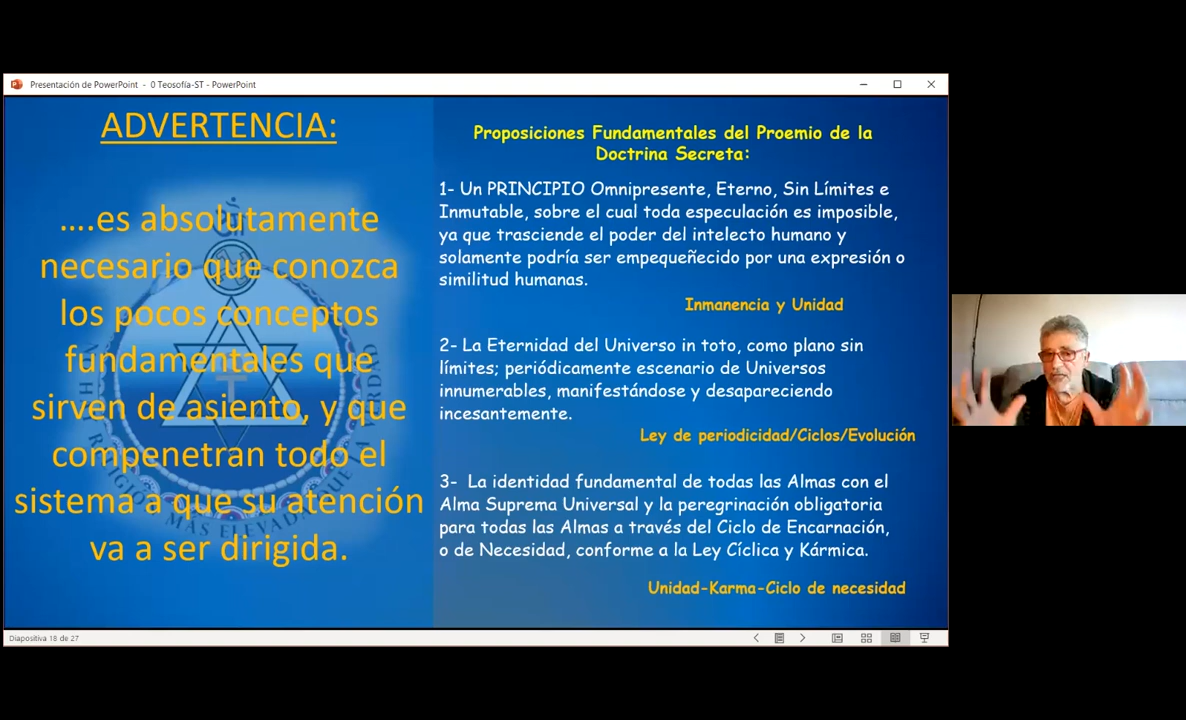 Presentación de PowerPoint - 0 Teosofía-ST - PowerPoint
ADVERTENCIA:
....es absolutamente
necesario que conozca
los pocos conceptos
fundamentales que
sirven de asiento, y que
compenetran todo el
sistema a que su atención
va a ser dirigida.
Proposiciones Fundamentales del Proemio de la
Doctrina Secreta:
1- Un PRINCIPIO Omnipresente, Eterno, Sin Límites e
Inmutable, sobre el cual toda especulación es imposible,
ya que trasciende el poder del intelecto humano y
solamente podría ser empequeñecido por una expresión o
similitud humanas.
Inmanencia y Unidad
2- La Eternidad del Universo in toto, como plano sin
límites; periódicamente escenario de Universos
innumerables, manifestándose y desapareciendo
incesantemente.
Ley de periodicidad/Ciclos/Evolución
3- La identidad fundamental de todas las Almas con el
Alma Suprema Universal y la peregrinación obligatoria
para todas las Almas a través del Ciclo de Encarnación,
o de Necesidad, conforme a la Ley Cíclica y Kármica.
Unidad-Karma-Ciclo de necesidad
MÁS ELEVADA QUE LA VERDAD
Diapositiva 18 de 27